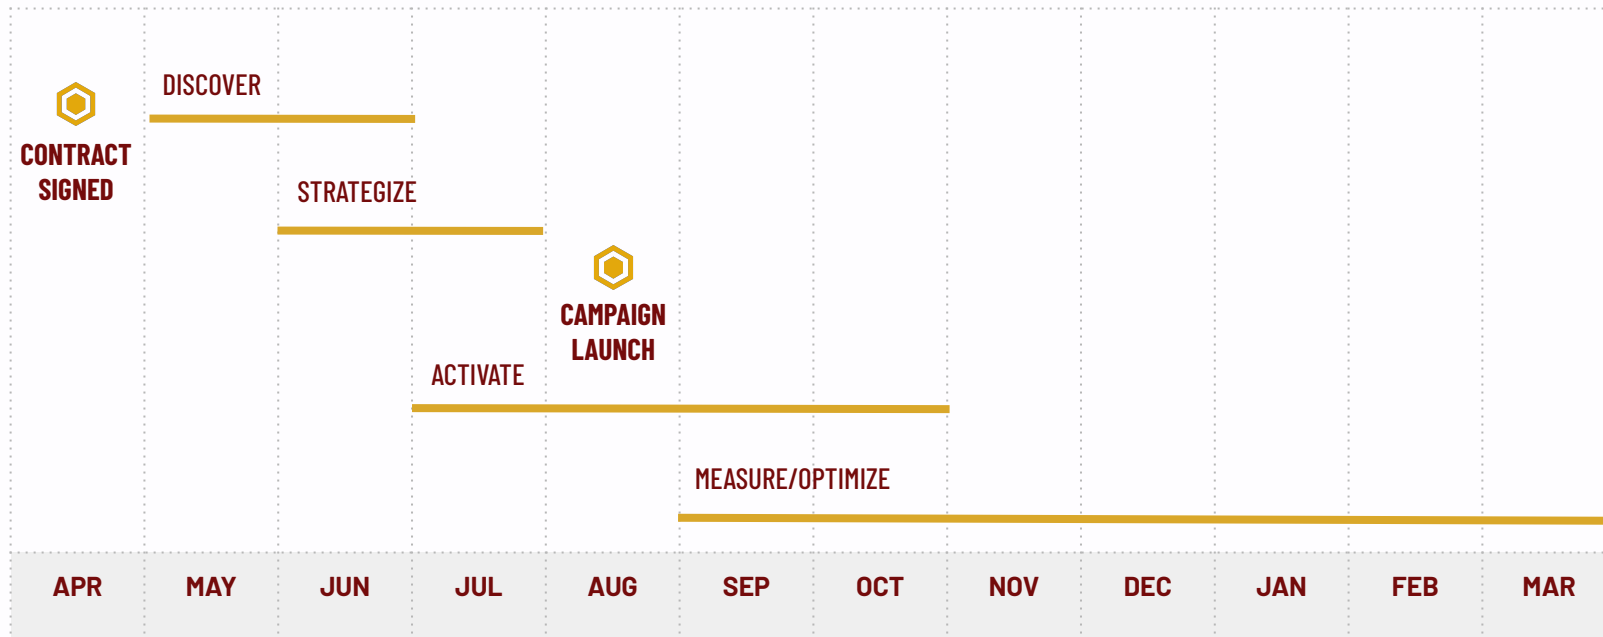 DISCOVER
CONTRACT
SIGNED
STRATEGIZE
CAMPAIGN
LAUNCH
ACTIVATE
MEASURE/OPTIMIZE
APR MAY JUN JUL AUG SEP OCT NOV DEC JAN FEB MAR